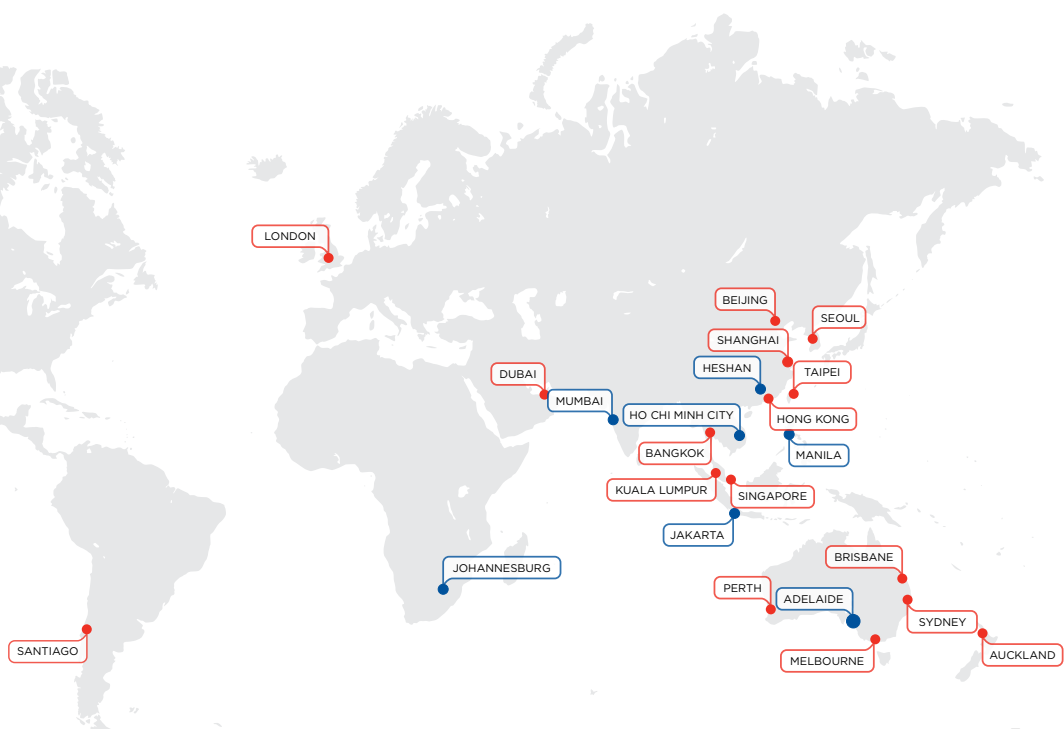 LONDON
BEIJING
SEOUL
SHANGHAI
HESHAN
TAIPEI
DUBAI
MUMBAI
HO CHI MINH CITY
HONG KONG
BANGKOK
MANILA
KUALA LUMPUR
SINGAPORE
JAKARTA
BRISBANE
JOHANNESBURG
PERTH
ADELAIDE
SYDNEY
SANTIAGO
AUCKLAND
MELBOURNE